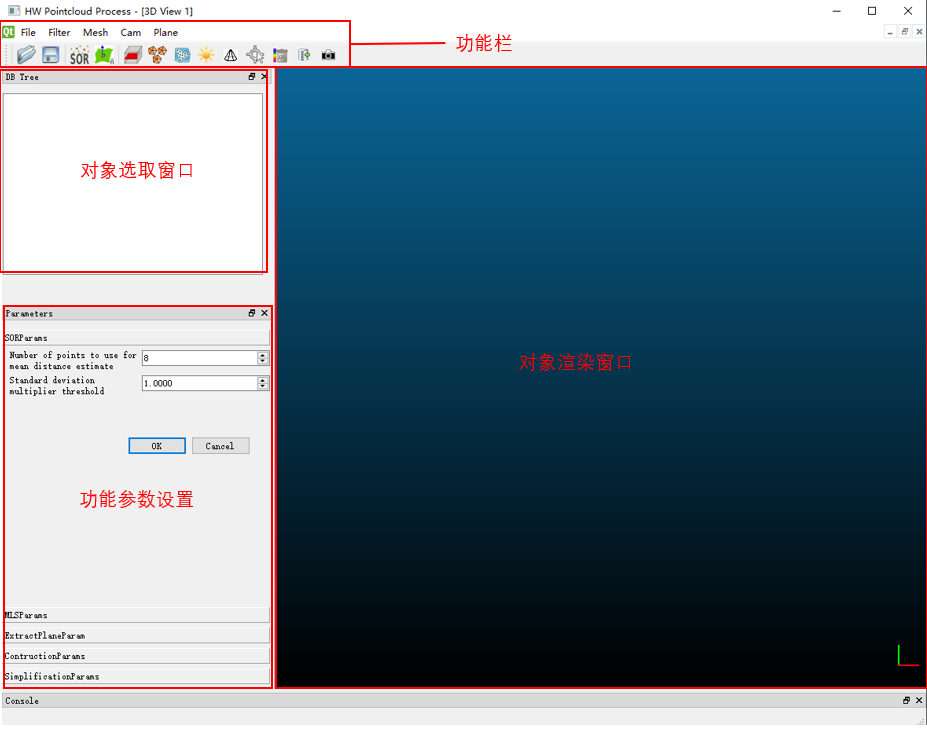 HW Pointcloud Process - [3D View 1]
Qt File Filter Mesh Cam Plane
功能栏
SOR
DB Tree
对象选取窗口
Parameters
SORParams
Number of points to use for
mean distance estimate
8
Standard deviation
multiplier threshold
1.0000
OK Cancel
功能参数设置
对象渲染窗口
MLSParams
ExtractPlaneParam
ContructionParams
SimplificationParams
Console